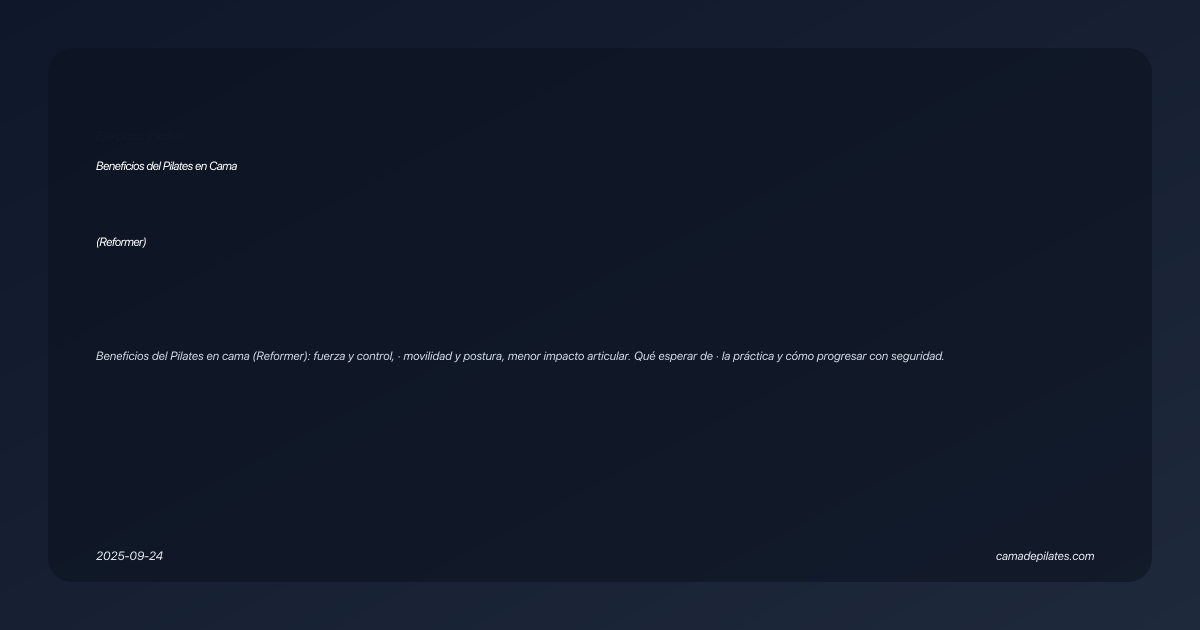 Beneficios del Pilates en Cama
(Reformer)
Beneficios del Pilates en cama (Reformer): fuerza y control, · movilidad y postura, menor impacto articular. Qué esperar de · la práctica y cómo progresar con seguridad.
2025-09-24
camadepilates.com